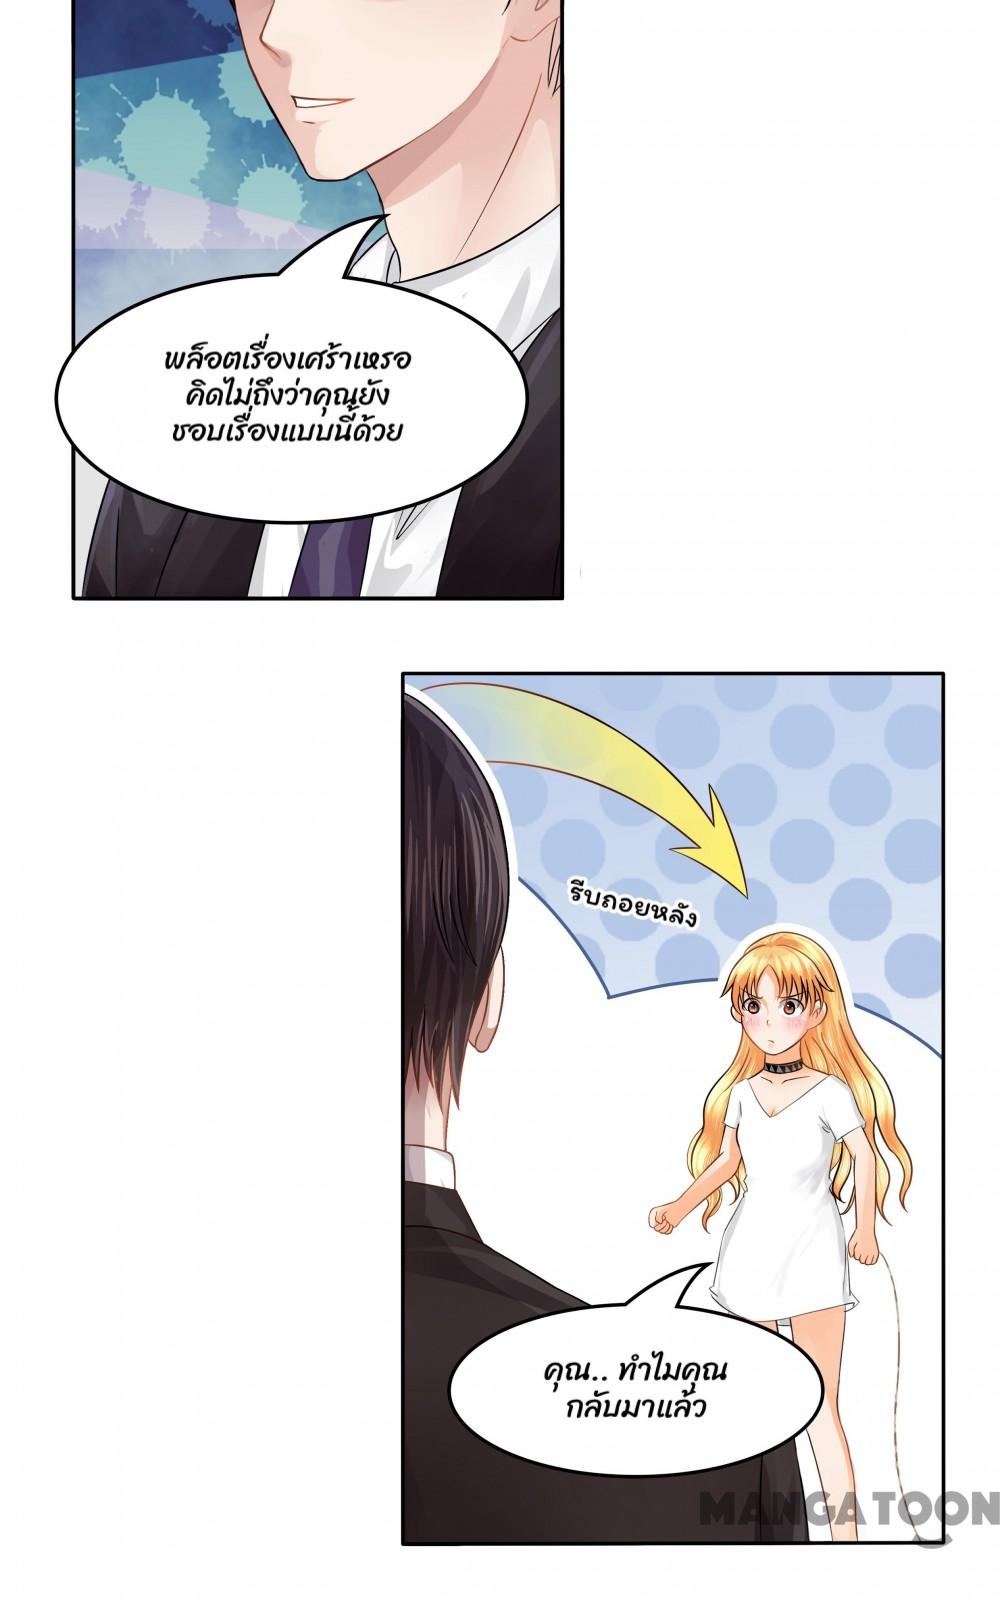 พล็อตเรื่องเศร้าเหรอ
คิดไม่ถึงว่าคุณยัง
ชอบเรื่องแบบนี้ด้วย
รีบถอยหลัง
คุณ.. ทำไมคุณ
กลับมาแล้ว
MANGATOON